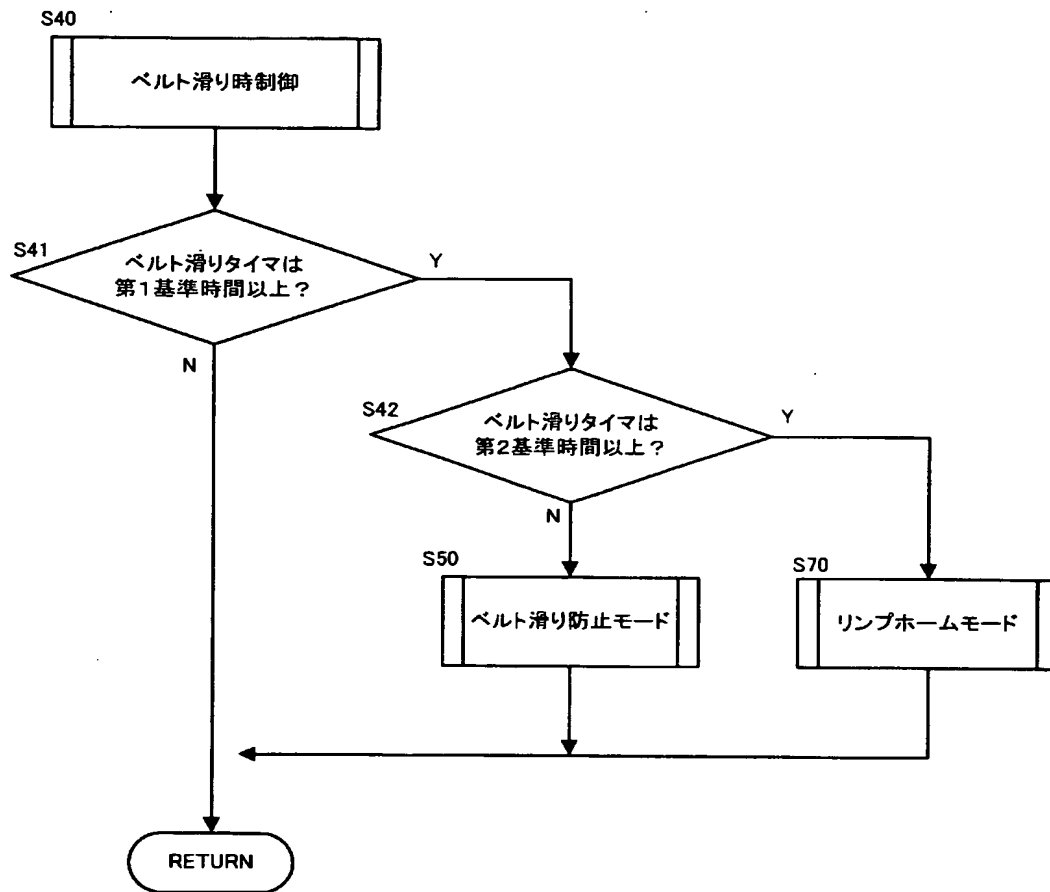 S40
ベルト滑り時制御
S41
ベルト滑りタイマは
第1基準時間以上?
Y
N
S42
ベルト滑りタイマは
第2基準時間以上?
Y
N
S50
ベルト滑り防止モード
S70
リンプホームモード
RETURN